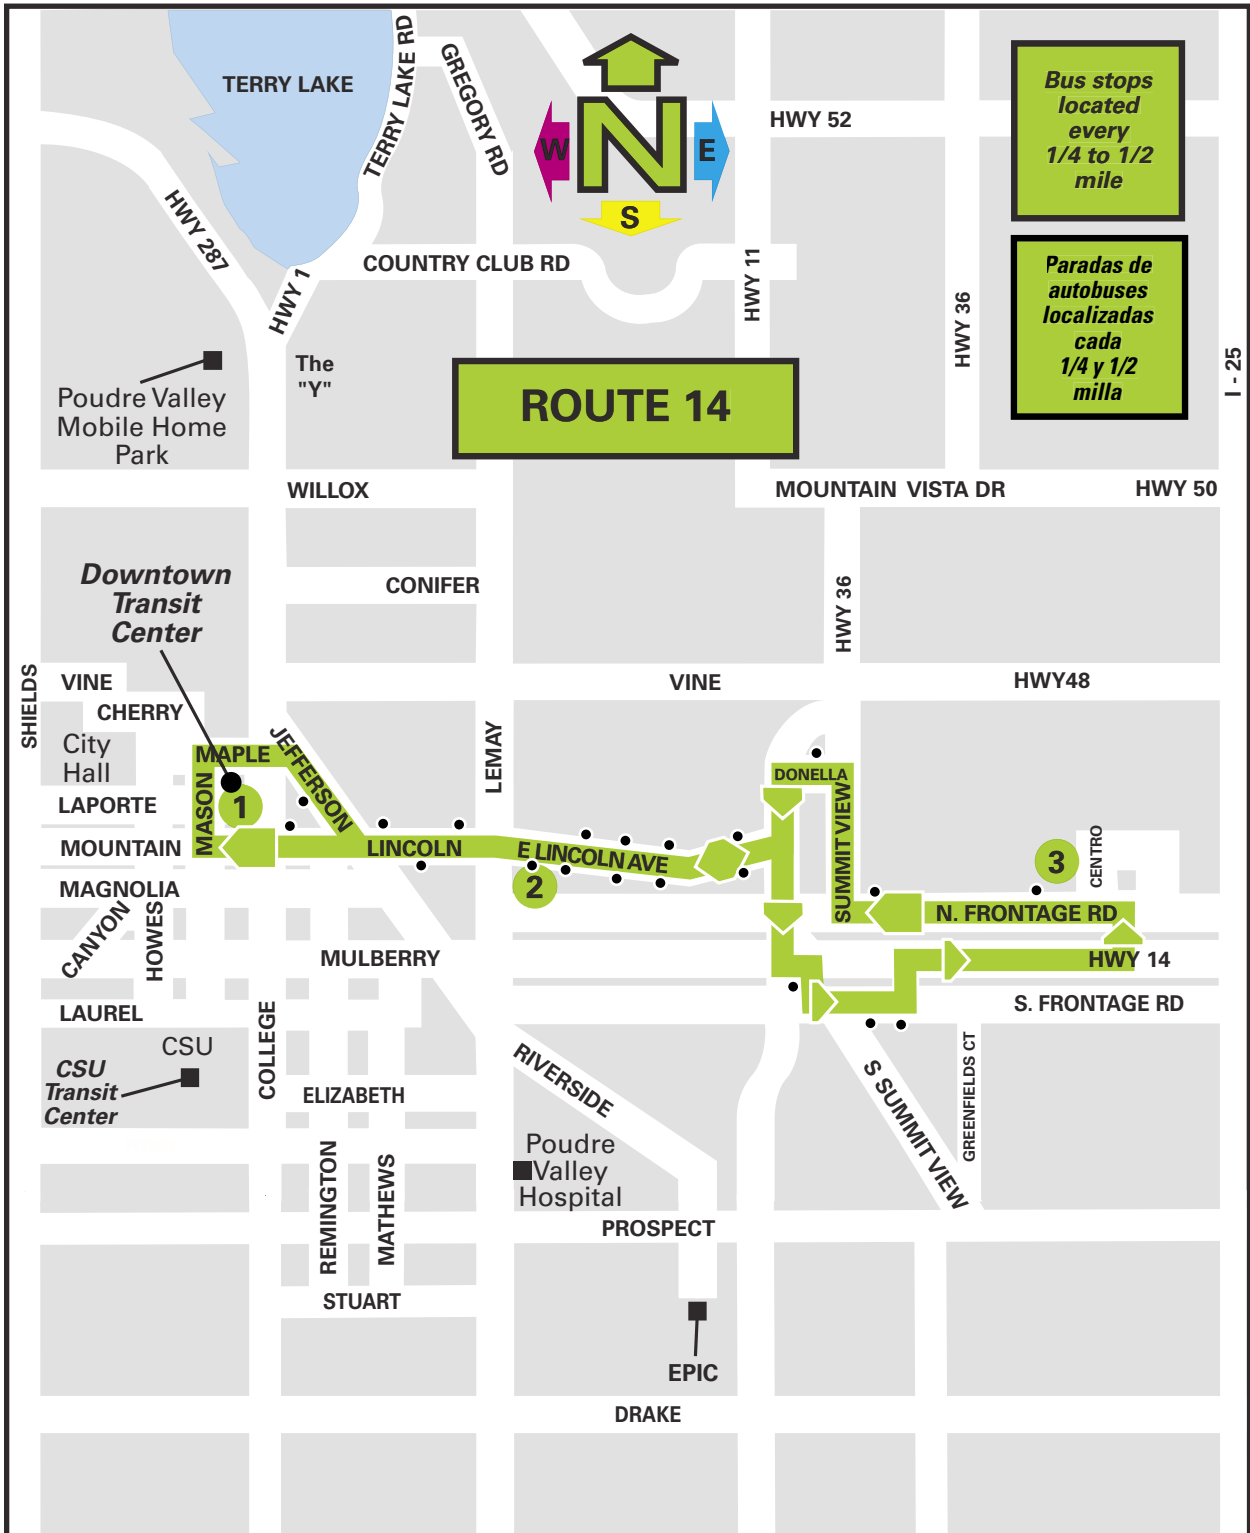 TERRY LAKE
TERRY LAKE RD
GREGORY RD
N
W
E
S
HWY 52
Bus stops
located
every
1/4 to 1/2
mile
HWY 287
HWY 1
COUNTRY CLUB RD
HWY 11
HWY 36
Paradas de
autobuses
localizadas
cada
1/4 y 1/2
milla
I - 25
The
"Y"
Poudre Valley
Mobile Home
Park
ROUTE 14
WILLOX
MOUNTAIN VISTA DR
HWY 50
Downtown
Transit
Center
CONIFER
HWY 36
SHIELDS
VINE
VINE
HWY48
CHERRY
City
Hall
MAPLE
JEFFERSON
LEMAY
DONELLA
LAPORTE
MASON
1
SUMMIT VIEW
MOUNTAIN
LINCOLN
E LINCOLN AVE
2
3
CENTRO
MAGNOLIA
CANYON
HOWES
N. FRONTAGE RD
MULBERRY
HWY 14
LAUREL
S. FRONTAGE RD
COLLEGE
CSU
CSU
Transit
Center
ELIZABETH
RIVERSIDE
S SUMMIT VIEW
GREENFIELDS CT
REMINGTON
MATHEWS
Poudre
Valley
Hospital
PROSPECT
STUART
EPIC
DRAKE